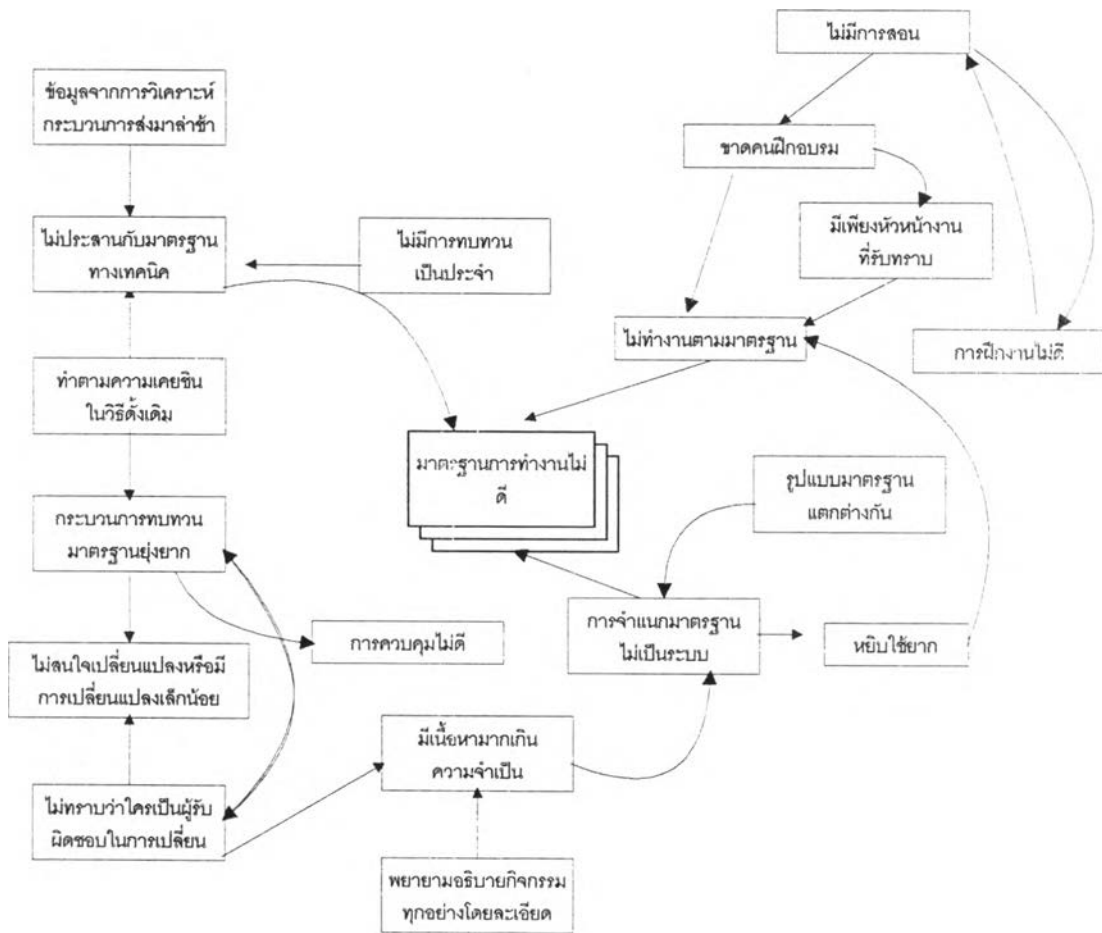 ไม่มีการสอน
ข้อมูลจากการวิเคราะห์
กระบวนการส่งมาล่าช้า
ขาดคนฝึกอบรม
ไม่ประสานกับมาตรฐาน
ทางเทคนิค
ไม่มีการทบทวน
เป็นประจำ
มีเพียงหัวหน้างาน
ที่รับทราบ
ไม่ทำงานตามมาตรฐาน
การฝึกงานไม่ดี
ทำตามความเคยชิน
ในวิธีดั้งเดิม
มาตรฐานการทำงานไม่
ดี
รูปแบบมาตรฐาน
แตกต่างกัน
กระบวนการทบทวน
มาตรฐานยุ่งยาก
การควบคุมไม่ดี
การจำแนกมาตรฐาน
ไม่เป็นระบบ
หยิบใช้ยาก
ไม่สนใจเปลี่ยนแปลงหรือมี
การเปลี่ยนแปลงเล็กน้อย
มีเนื้อหามากเกิน
ความจำเป็น
ไม่ทราบว่าใครเป็นผู้รับ
ผิดชอบในการเปลี่ยน
พยายามอธิบายกิจกรรม
ทุกอย่างโดยละเอียด